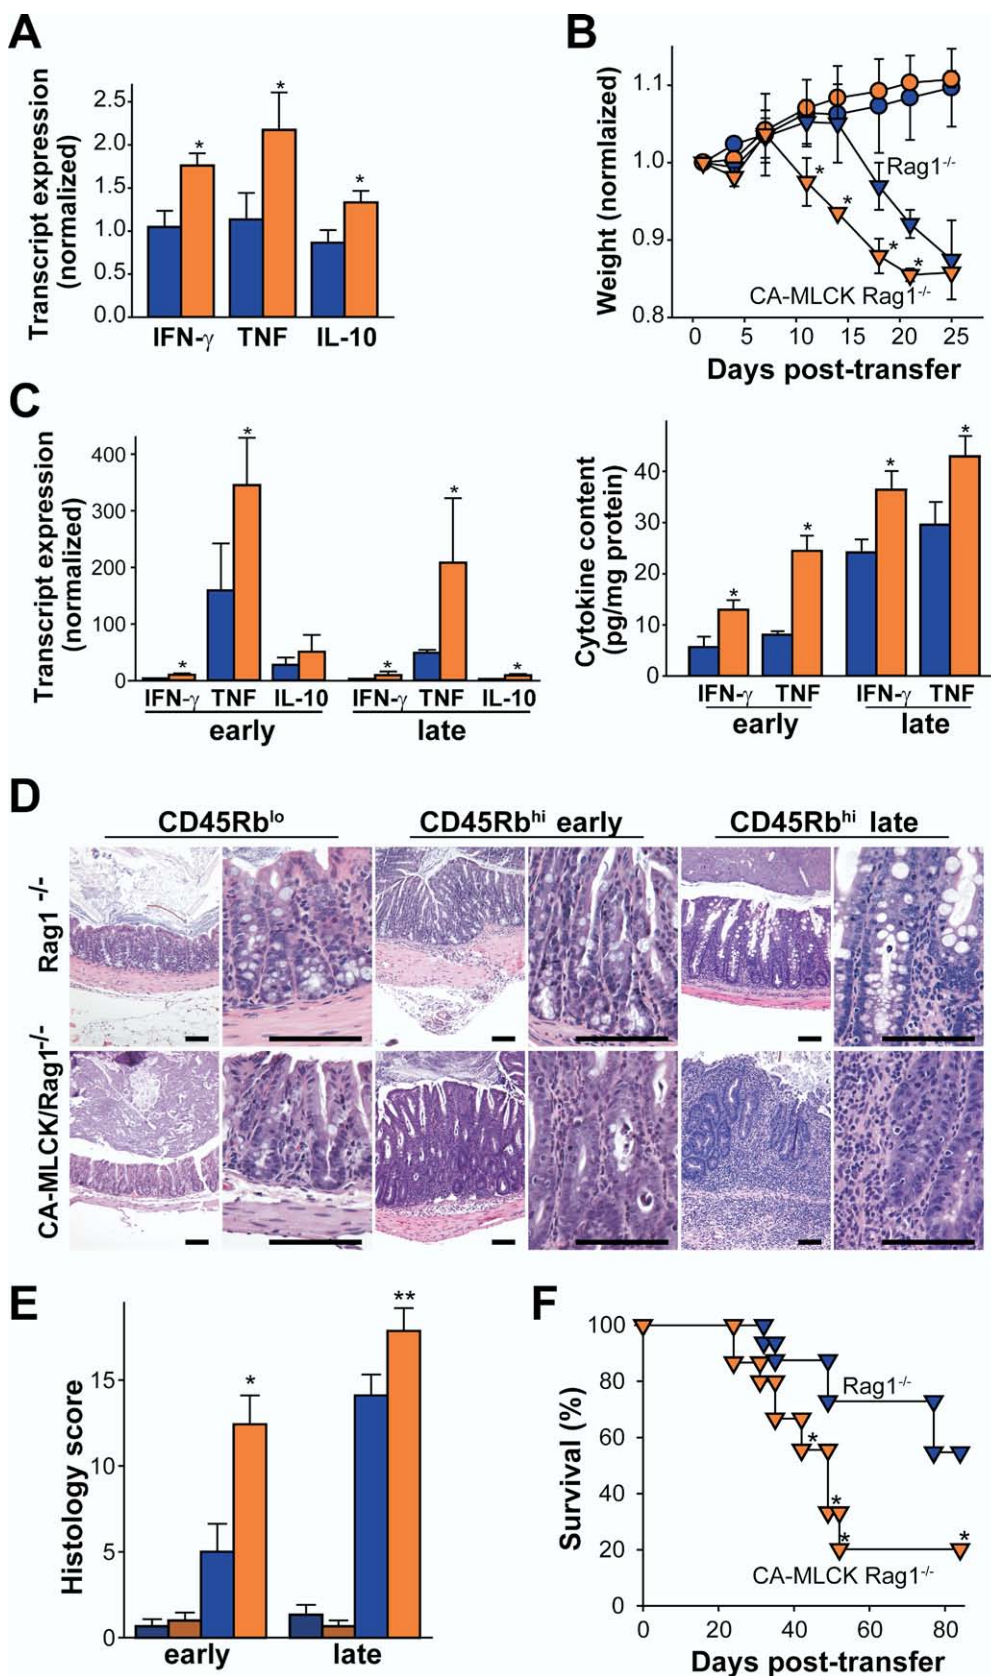 A
Transcript expression
(normalized)
2.5
2.0
1.5
1.0
0.5
0.0
*
*
*
IFN-γ TNF IL-10
B
Weight (normlaized)
1.1
1.0
0.9
0.8
Rag1-/-
*
*
*
*
CA-MLCK Rag1-/-
0 5 10 15 20 25
Days post-transfer
C
Transcript expression
(normalized)
400
300
200
100
0
*
*
*
*
*
IFN-γ TNF IL-10 IFN-γ TNF IL-10
early late
Cytokine content
(pg/mg protein)
40
30
20
10
0
*
*
*
*
IFN-γ TNF IFN-γ TNF
early late
D
CD45Rblo CD45Rbhi early CD45Rbhi late
Rag1 -/-
CA-MLCK/Rag1-/-
E
Histology score
15
10
5
0
*
**
early late
F
Survival (%)
100
80
60
40
20
0
Rag1-/-
*
*
*
*
CA-MLCK Rag1-/-
0 20 40 60 80
Days post-transfer